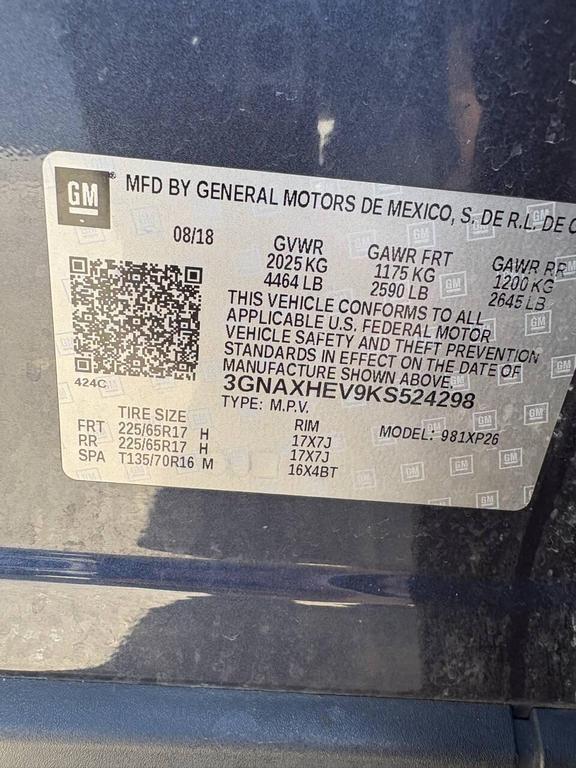 GM ® MFD BY GENERAL MOTORS DE MEXICO, S. DE R.L. DE C
08/18
GVWR
2025 KG
4464 LB
GAWR FRT
1175 KG
2590 LB
GAWR RR
1200 KG
2645 LB
THIS VEHICLE CONFORMS TO ALL
APPLICABLE U.S. FEDERAL MOTOR
VEHICLE SAFETY AND THEFT PREVENTION
STANDARDS IN EFFECT ON THE DATE OF
MANUFACTURE SHOWN ABOVE.
424C
3GNAXHEV9KS524298
TYPE: M.P.V.
MODEL: 981XP26
TIRE SIZE RIM
FRT 225/65R17 H 17X7J
RR 225/65R17 H 17X7J
SPA T135/70R16 M 16X4BT